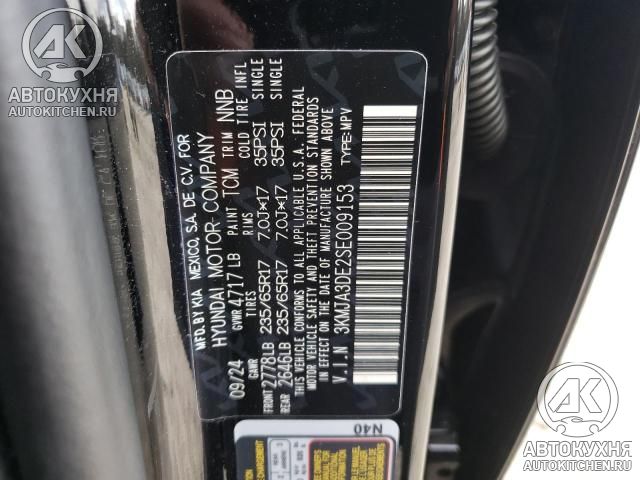 AK
АВТОКУХНЯ
AUTOKITCHEN.RU
MFD. BY KIA MEXICO, S.A. DE C.V. FOR
HYUNDAI MOTOR COMPANY
09/24 GVWR 4717 LB PAINT TCM TRIM NNB
GAWR TIRES RIMS COLD TIRE INFL
FRONT 2778LB 235/65R17 7.0J*17 35PSI SINGLE
REAR 2646LB 235/65R17 7.0J*17 35PSI SINGLE
THIS VEHICLE CONFORMS TO ALL APPLICABLE U.S.A. FEDERAL
MOTOR VEHICLE SAFETY AND THEFT PREVENTION STANDARDS
IN EFFECT ON THE DATE OF MANUFACTURE SHOWN ABOVE
V.I.N 3KMJA3DE2SE009153 TYPE:MPV
N40
AK
АВТОКУХНЯ
AUTOKITCHEN.RU